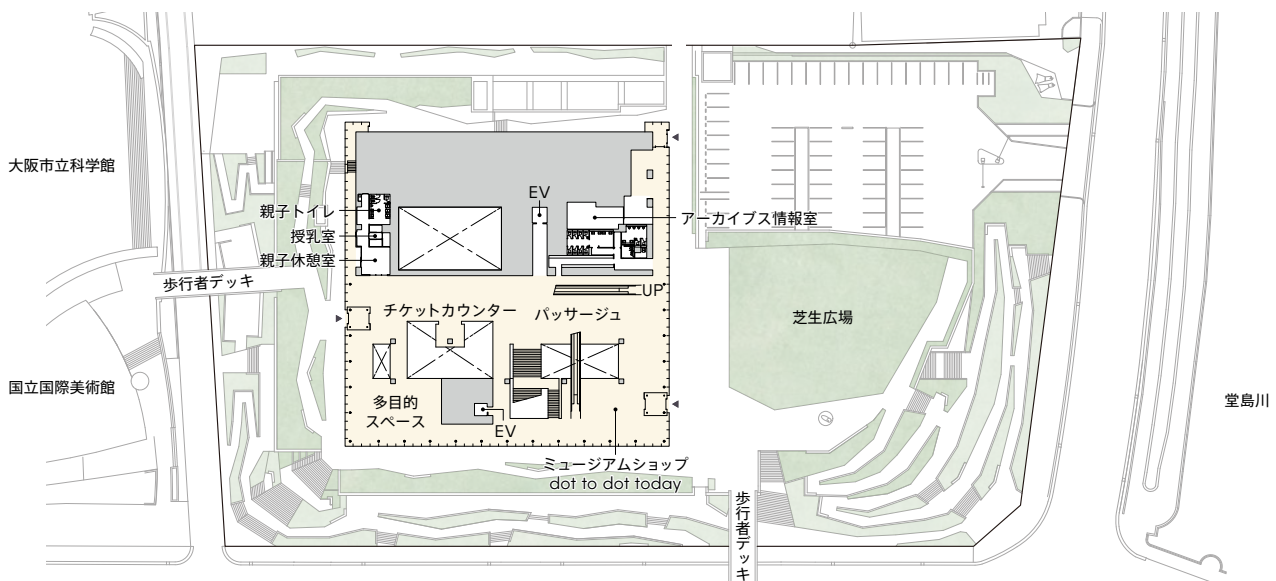 大阪市立科学館
親子トイレ
授乳室
親子休憩室
歩行者デッキ
EV
アーカイブス情報室
UP
チケットカウンター
パッサージュ
芝生広場
国立国際美術館
多目的
スペース
EV
堂島川
ミュージアムショップ
dot to dot today
歩行者デッキ